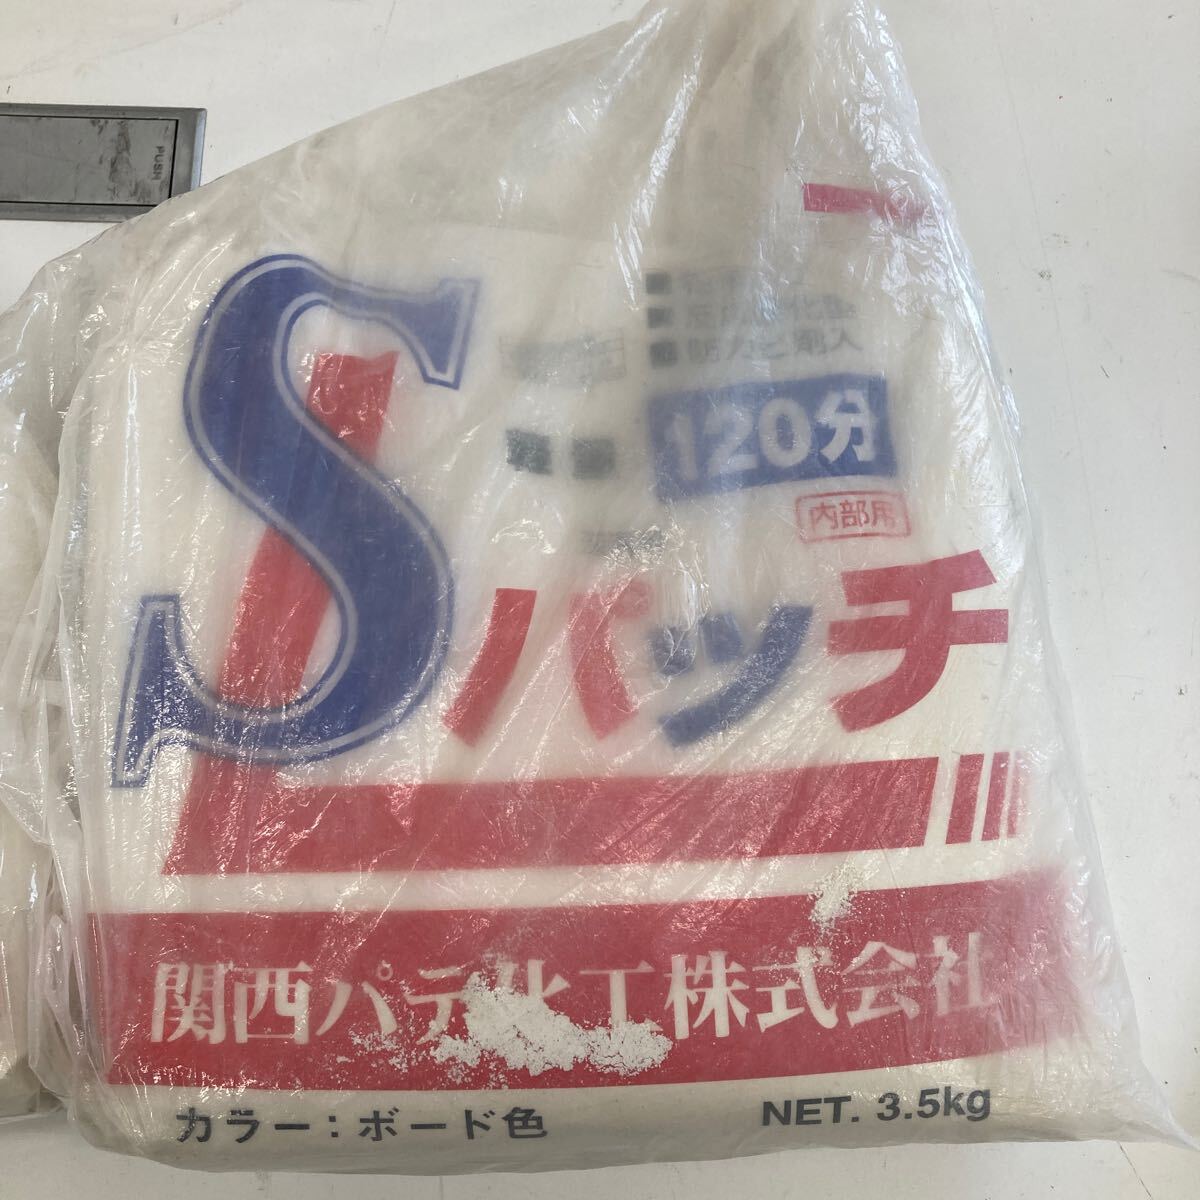 PUSH
120分
内部用
Sパッチ
関西パテ化工株式会社
カラー：ボード色
NET. 3.5kg